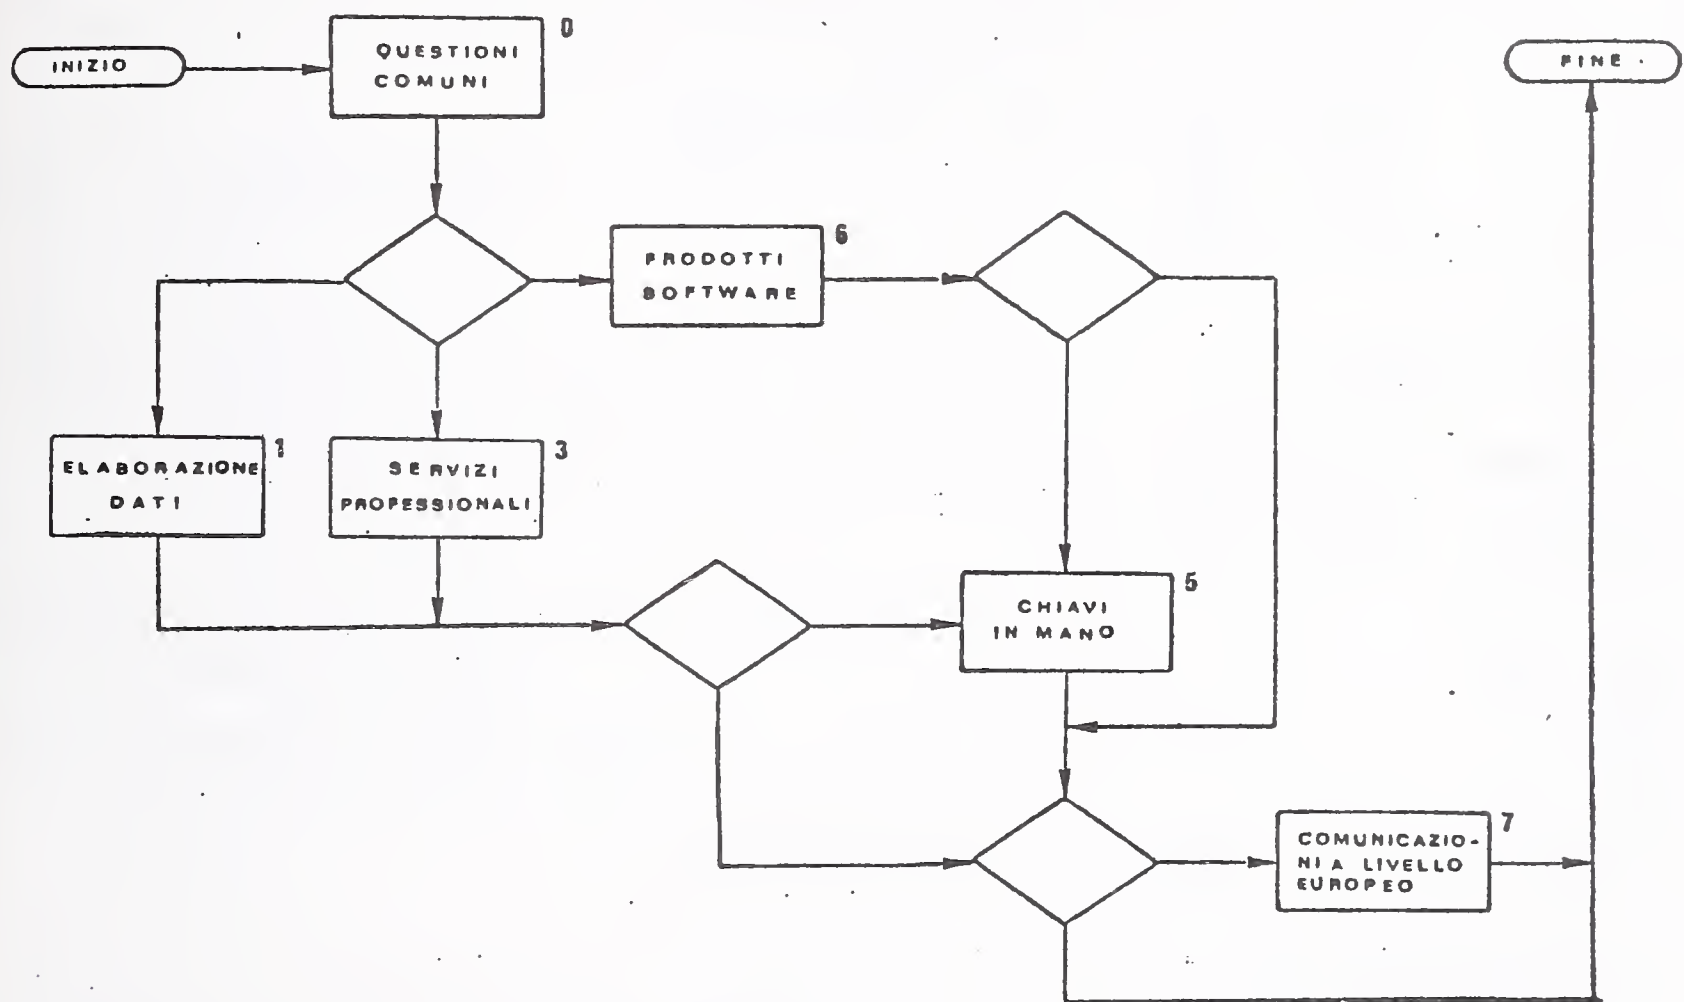 INIZIO
QUESTIONI
COMUNI
0
FINE
PRODOTTI
SOFTWARE
6
ELABORAZIONE
DATI
1
SERVIZI
PROFESSIONALI
3
CHIAVI
IN MANO
5
COMUNICAZIO-
NI A LIVELLO
EUROPEO
7